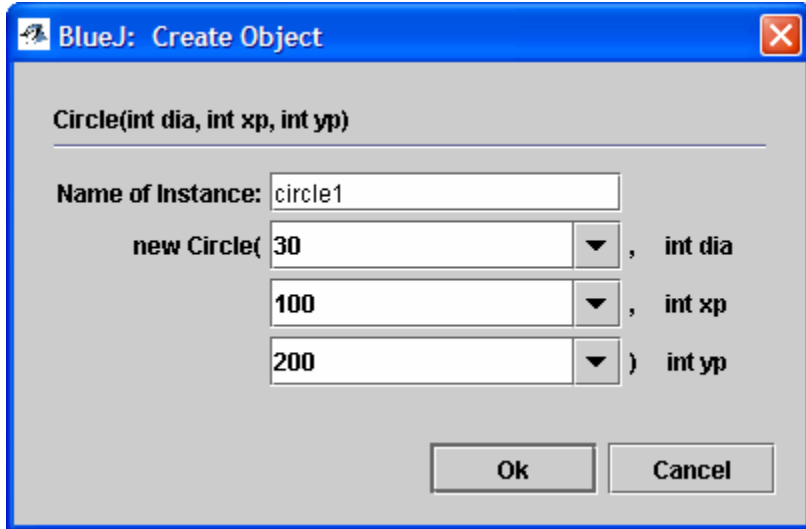 BlueJ: Create Object
Circle(int dia, int xp, int yp)
Name of Instance: circle1
new Circle( 30 , int dia
100 , int xp
200 ) int yp
Ok Cancel